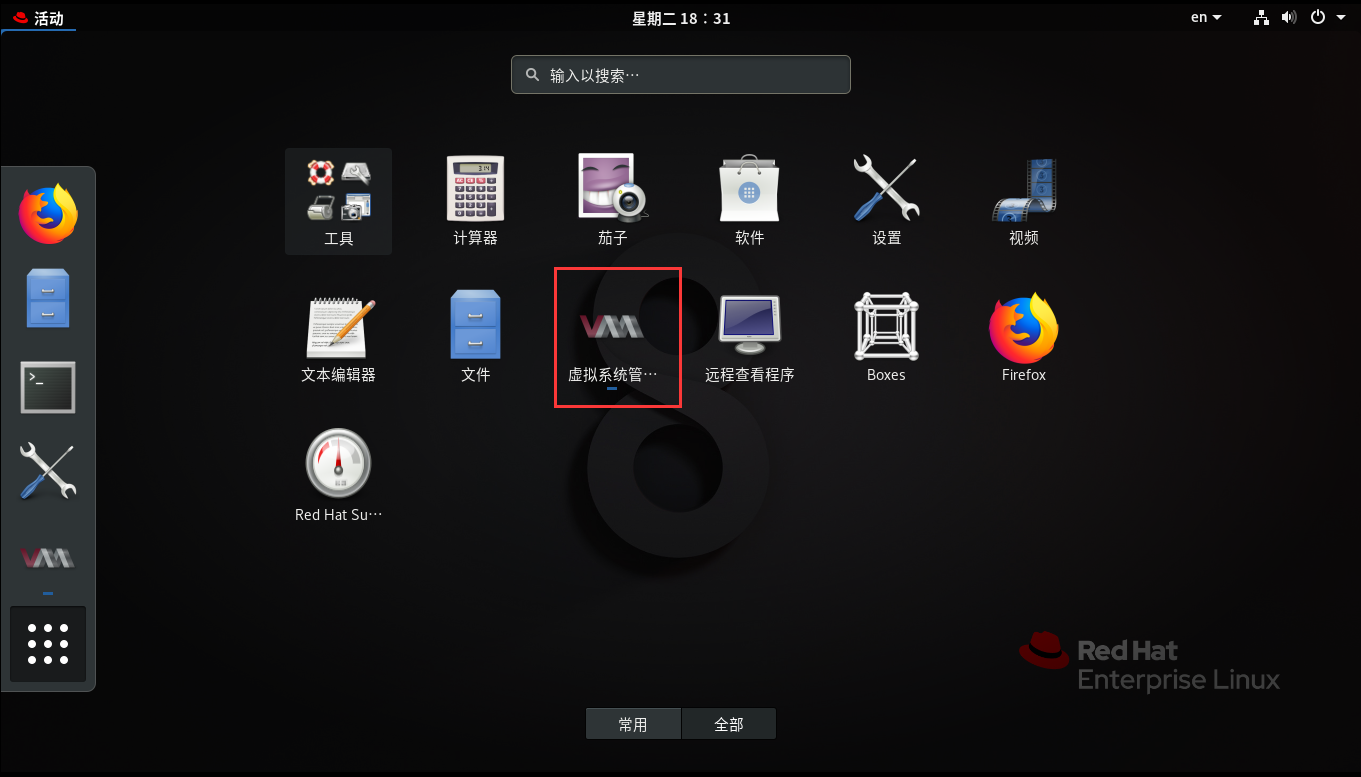 活动
星期二 18：31
en
输入以搜索…
工具
计算器
茄子
软件
设置
视频
文本编辑器
文件
虚拟系统管…
远程查看程序
Boxes
Firefox
Red Hat Su…
Red Hat
Enterprise Linux
常用
全部